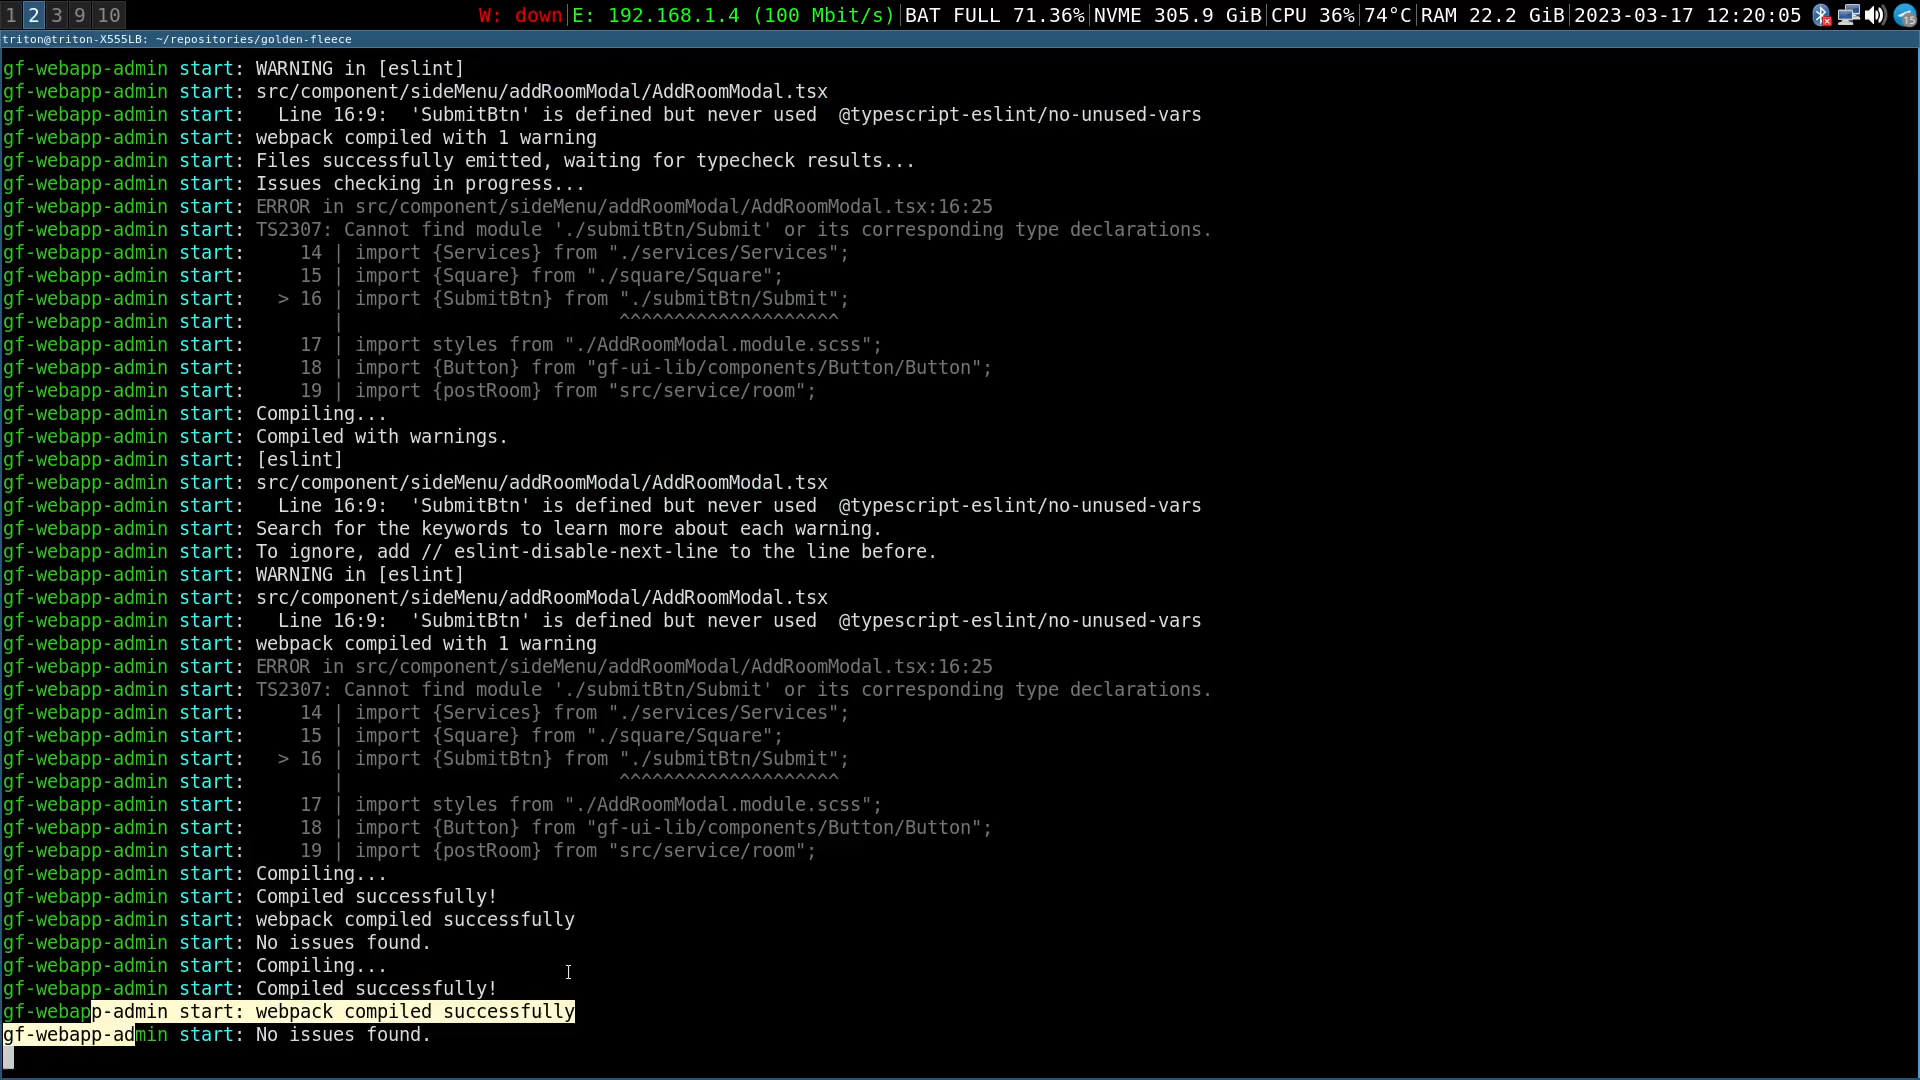 1 2 3 9 10 W: down|E: 192.168.1.4 (100 Mbit/s)|BAT FULL 71.36%|NVME 305.9 GiB|CPU 36%|74°C|RAM 22.2 GiB|2023-03-17 12:20:05
triton@triton-X555LB: ~/repositories/golden-fleece
gf-webapp-admin start: WARNING in [eslint]
gf-webapp-admin start: src/component/sideMenu/addRoomModal/AddRoomModal.tsx
gf-webapp-admin start:   Line 16:9:  'SubmitBtn' is defined but never used  @typescript-eslint/no-unused-vars
gf-webapp-admin start: webpack compiled with 1 warning
gf-webapp-admin start: Files successfully emitted, waiting for typecheck results...
gf-webapp-admin start: Issues checking in progress...
gf-webapp-admin start: ERROR in src/component/sideMenu/addRoomModal/AddRoomModal.tsx:16:25
gf-webapp-admin start: TS2307: Cannot find module './submitBtn/Submit' or its corresponding type declarations.
gf-webapp-admin start:     14 | import {Services} from "./services/Services";
gf-webapp-admin start:     15 | import {Square} from "./square/Square";
gf-webapp-admin start:   > 16 | import {SubmitBtn} from "./submitBtn/Submit";
gf-webapp-admin start:        |                         ^^^^^^^^^^^^^^^^^^^^
gf-webapp-admin start:     17 | import styles from "./AddRoomModal.module.scss";
gf-webapp-admin start:     18 | import {Button} from "gf-ui-lib/components/Button/Button";
gf-webapp-admin start:     19 | import {postRoom} from "src/service/room";
gf-webapp-admin start: Compiling...
gf-webapp-admin start: Compiled with warnings.
gf-webapp-admin start: [eslint]
gf-webapp-admin start: src/component/sideMenu/addRoomModal/AddRoomModal.tsx
gf-webapp-admin start:   Line 16:9:  'SubmitBtn' is defined but never used  @typescript-eslint/no-unused-vars
gf-webapp-admin start: Search for the keywords to learn more about each warning.
gf-webapp-admin start: To ignore, add // eslint-disable-next-line to the line before.
gf-webapp-admin start: WARNING in [eslint]
gf-webapp-admin start: src/component/sideMenu/addRoomModal/AddRoomModal.tsx
gf-webapp-admin start:   Line 16:9:  'SubmitBtn' is defined but never used  @typescript-eslint/no-unused-vars
gf-webapp-admin start: webpack compiled with 1 warning
gf-webapp-admin start: ERROR in src/component/sideMenu/addRoomModal/AddRoomModal.tsx:16:25
gf-webapp-admin start: TS2307: Cannot find module './submitBtn/Submit' or its corresponding type declarations.
gf-webapp-admin start:     14 | import {Services} from "./services/Services";
gf-webapp-admin start:     15 | import {Square} from "./square/Square";
gf-webapp-admin start:   > 16 | import {SubmitBtn} from "./submitBtn/Submit";
gf-webapp-admin start:        |                         ^^^^^^^^^^^^^^^^^^^^
gf-webapp-admin start:     17 | import styles from "./AddRoomModal.module.scss";
gf-webapp-admin start:     18 | import {Button} from "gf-ui-lib/components/Button/Button";
gf-webapp-admin start:     19 | import {postRoom} from "src/service/room";
gf-webapp-admin start: Compiling...
gf-webapp-admin start: Compiled successfully!
gf-webapp-admin start: webpack compiled successfully
gf-webapp-admin start: No issues found.
gf-webapp-admin start: Compiling...
gf-webapp-admin start: Compiled successfully!
gf-webapp-admin start: webpack compiled successfully
gf-webapp-admin start: No issues found.